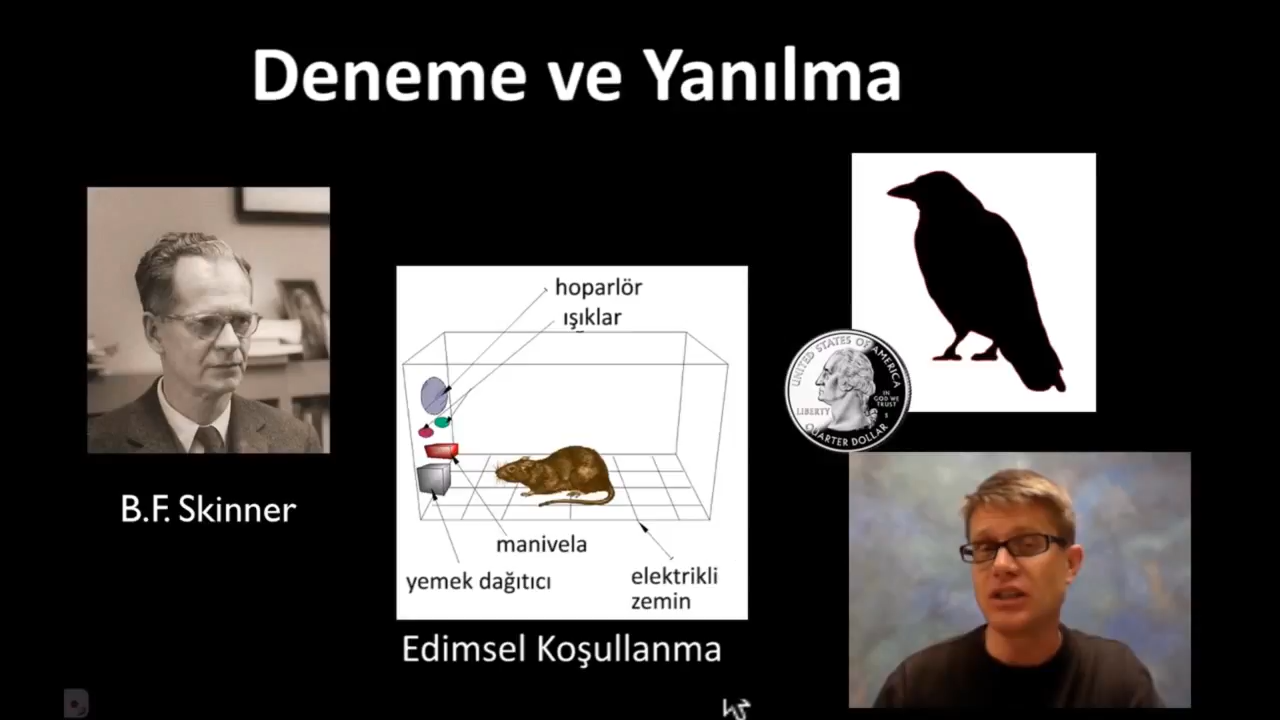 Deneme ve Yanılma
hoparlör
ışıklar
UNITED STATES OF AMERICA
LIBERTY
IN
GOD WE
TRUST
S
QUARTER DOLLAR
B.F. Skinner
manivela
yemek dağıtıcı
elektrikli
zemin
Edimsel Koşullanma